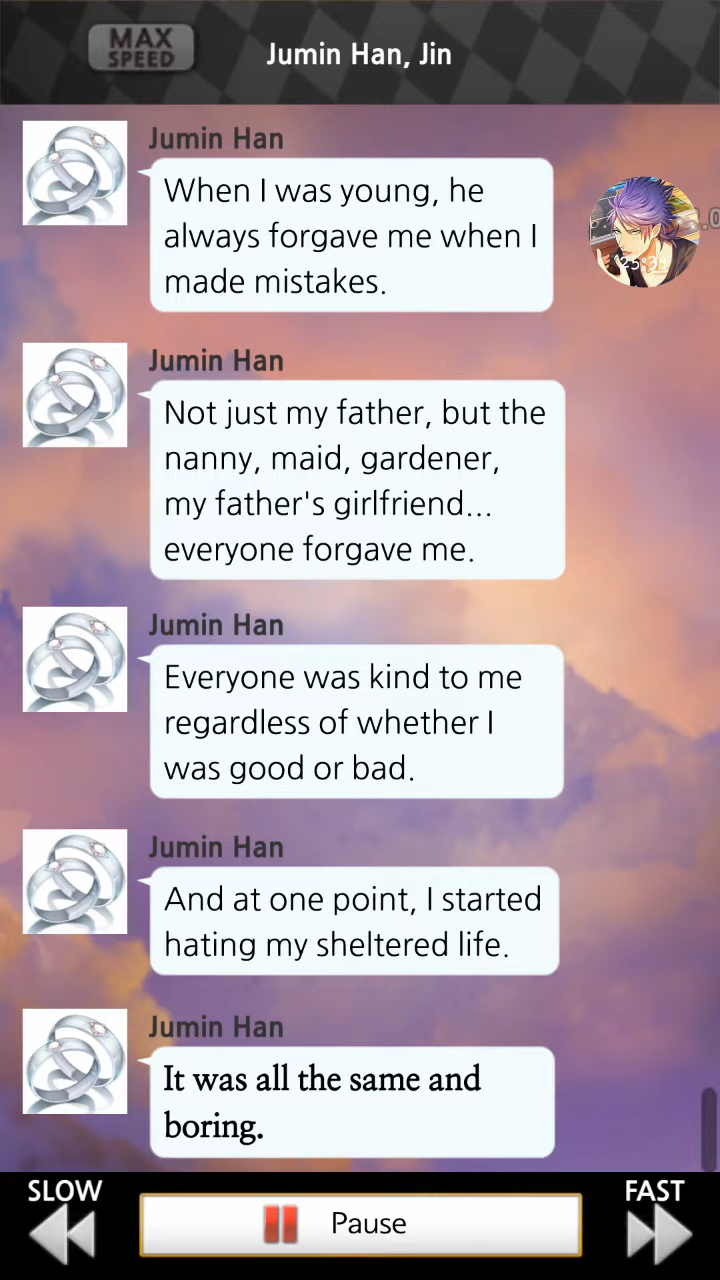 MAX
SPEED
Jumin Han, Jin
Jumin Han
When I was young, he
always forgave me when I
made mistakes.
Jumin Han
Not just my father, but the
nanny, maid, gardener,
my father's girlfriend...
everyone forgave me.
Jumin Han
Everyone was kind to me
regardless of whether I
was good or bad.
Jumin Han
And at one point, I started
hating my sheltered life.
Jumin Han
It was all the same and
boring.
SLOW
Pause
FAST